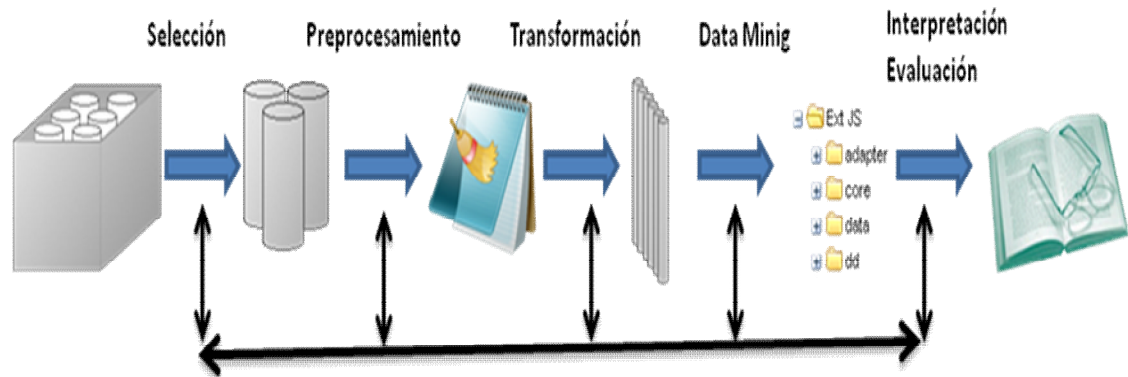 Selección
Preprocesamiento
Transformación
Data Minig
Interpretación
Evaluación
Ext JS
adapter
core
data
dd